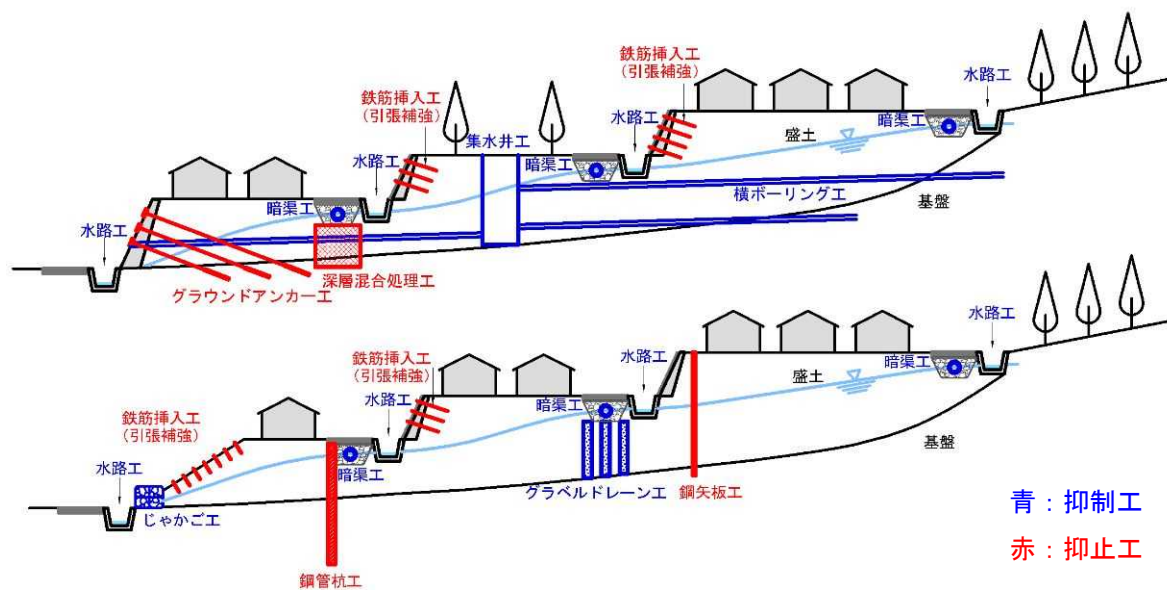 鉄筋挿入工
(引張補強)
水路工
鉄筋挿入工
(引張補強)
水路工
暗渠工
集水井工
暗渠工
盛土
水路工
暗渠工
横ボーリング工
基盤
水路工
深層混合処理工
グラウンドアンカー工
水路工
鉄筋挿入工
(引張補強)
水路工
暗渠工
盛土
水路工
暗渠工
鉄筋挿入工
(引張補強)
基盤
水路工
暗渠工
グラベルドレーン工
鋼矢板工
じゃかご工
鋼管杭工
青：抑制工
赤：抑止工